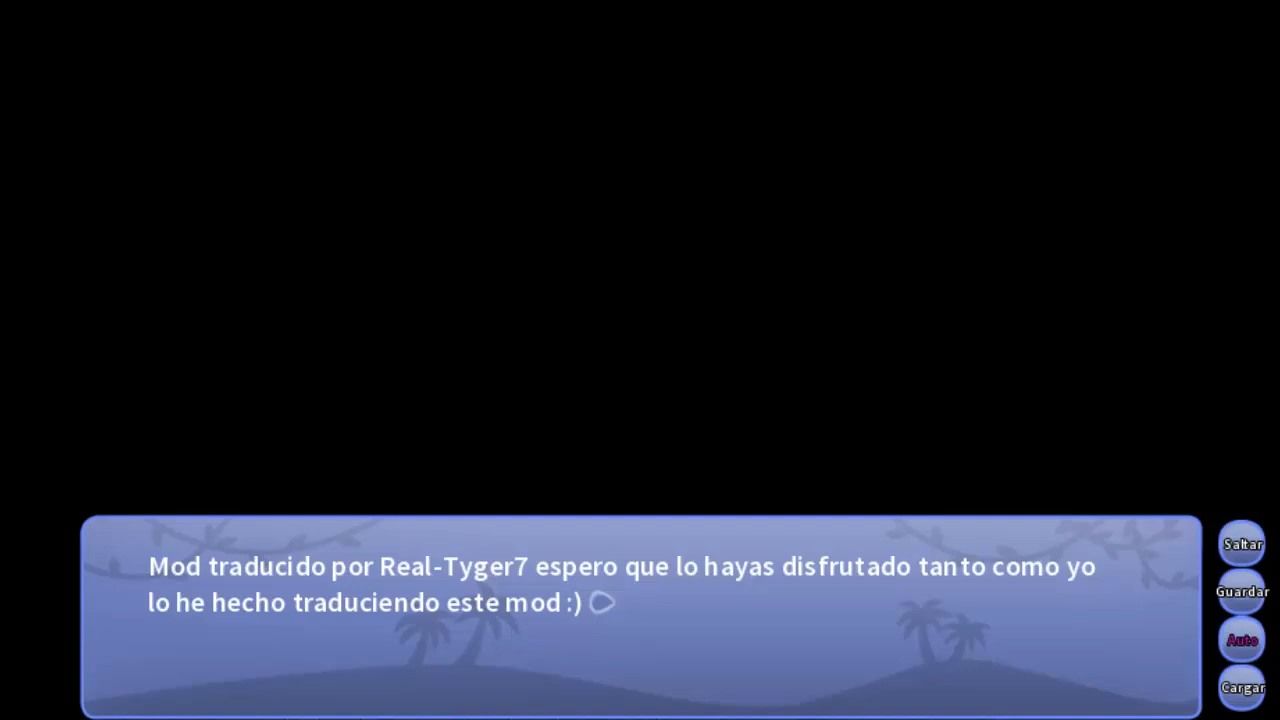 Mod traducido por Real-Tyger7 espero que lo hayas disfrutado tanto como yo
lo he hecho traduciendo este mod :)
Saltar
Guardar
Auto
Cargar